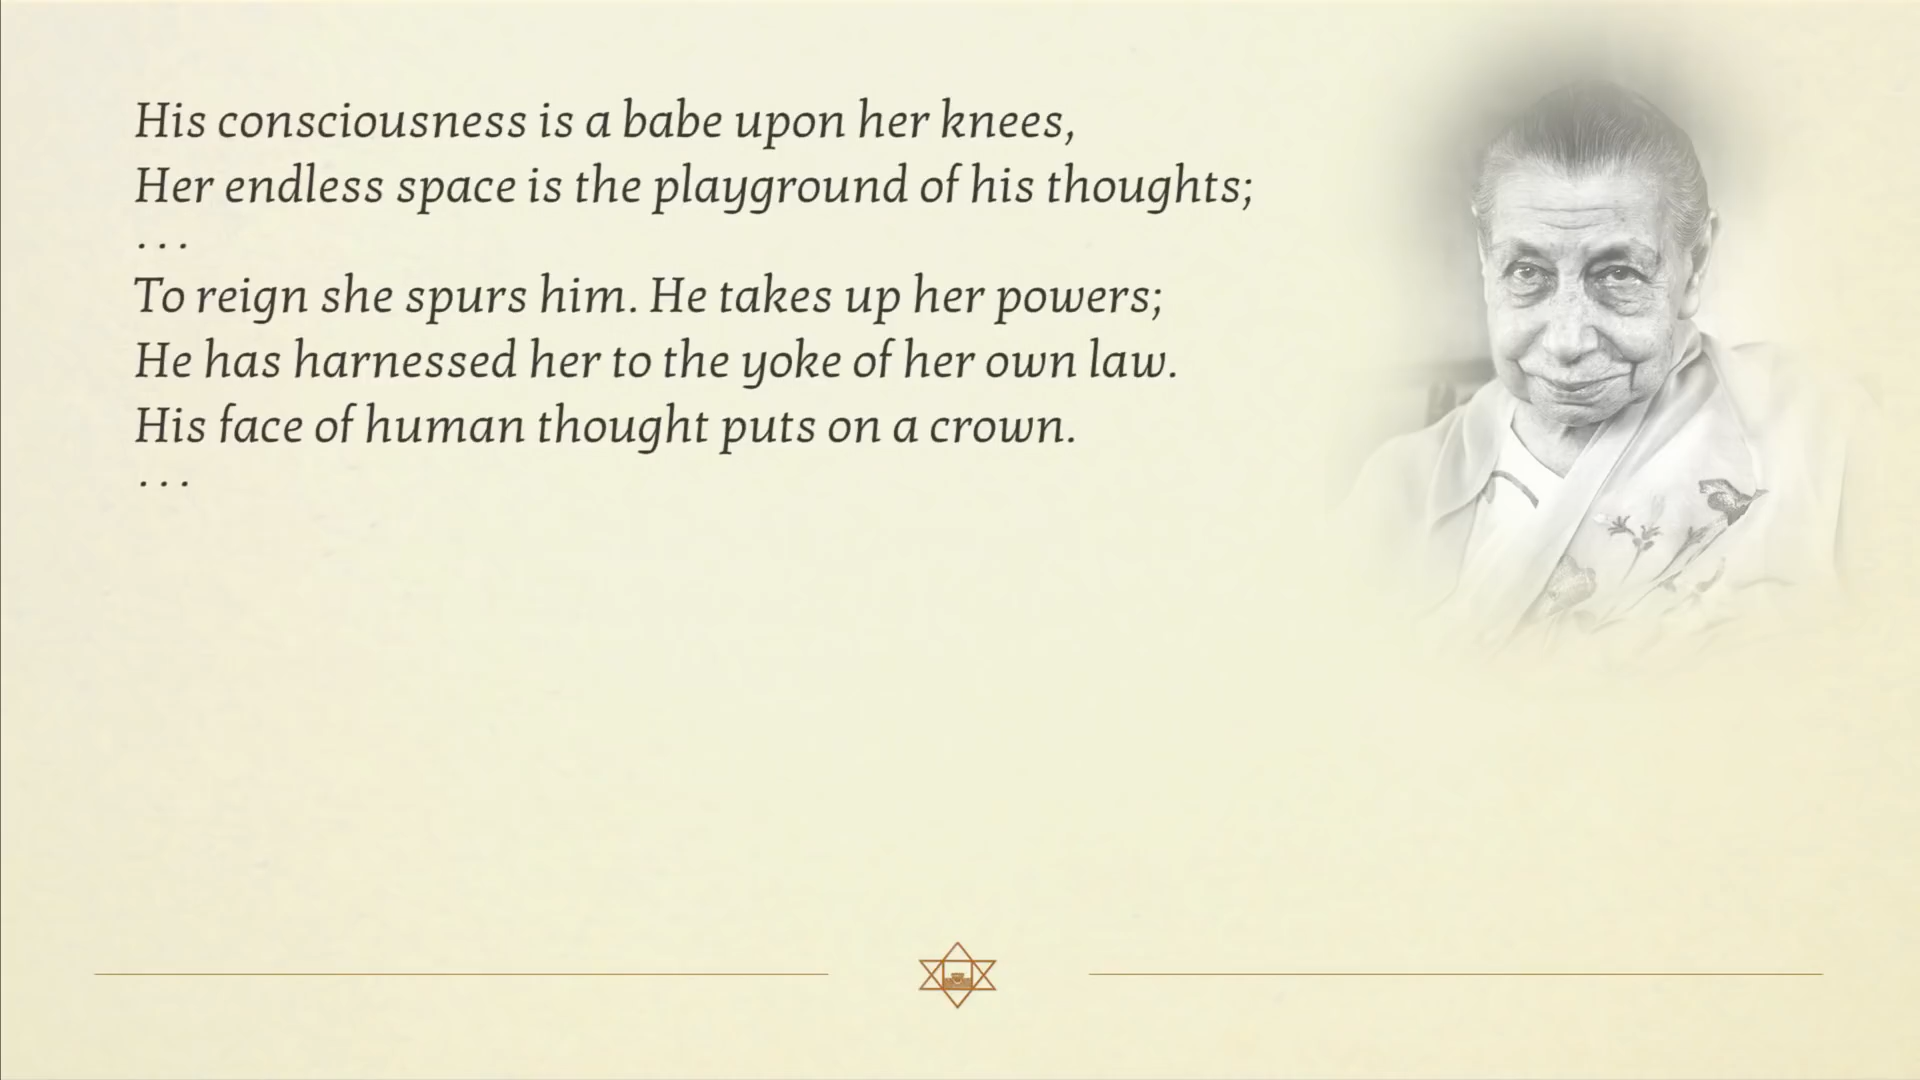 His consciousness is a babe upon her knees,
Her endless space is the playground of his thoughts;
. . .
To reign she spurs him. He takes up her powers;
He has harnessed her to the yoke of her own law.
His face of human thought puts on a crown.
. . .